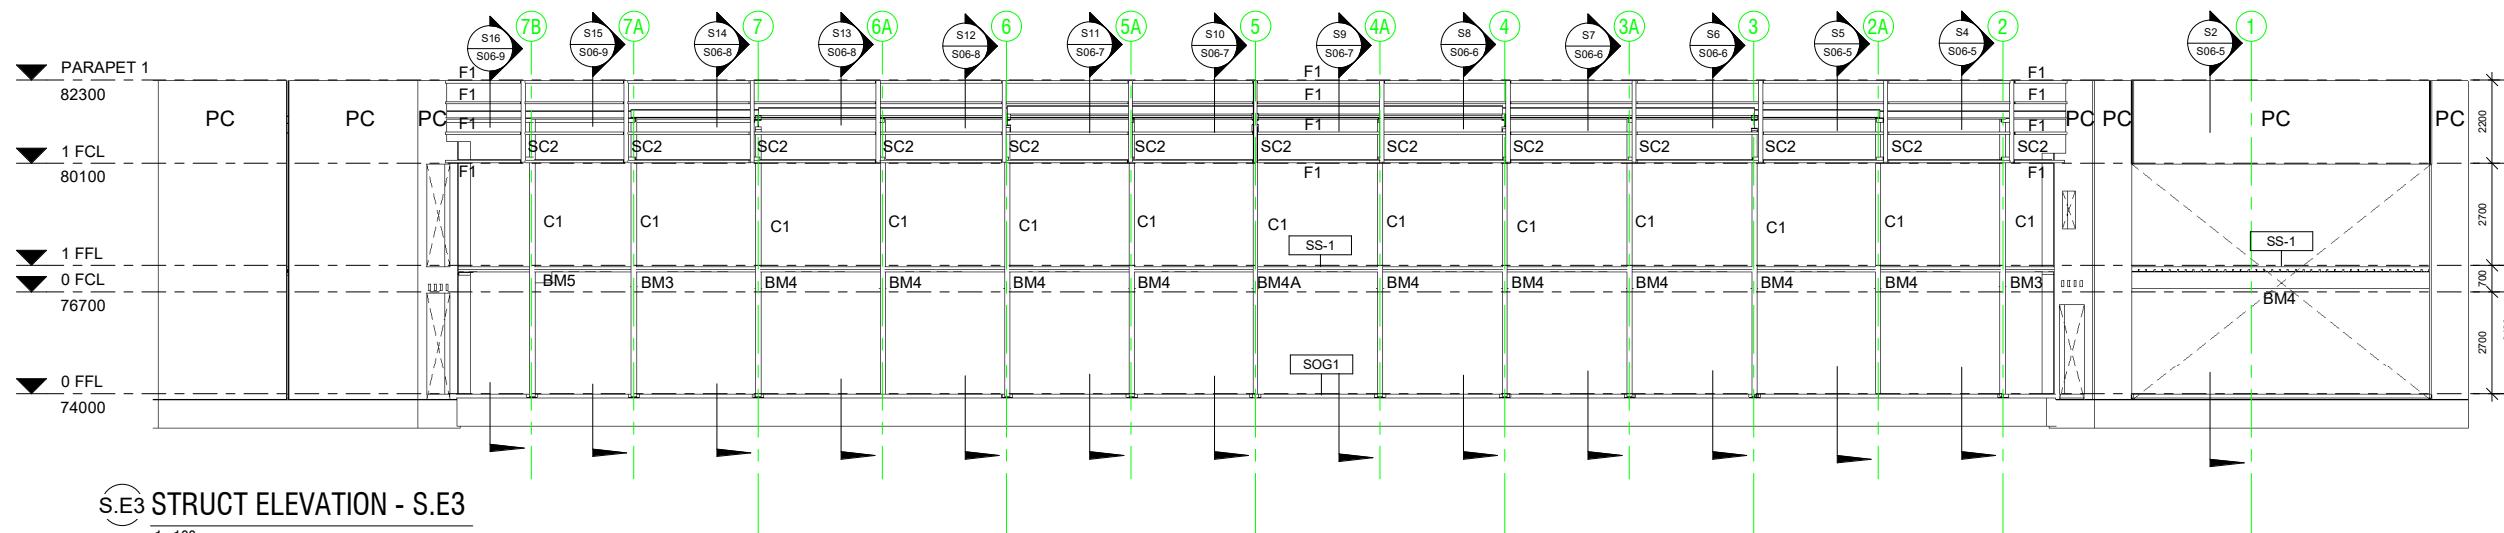 S16 S06-9 7B S15 S06-9 7A S14 S06-8 7 S13 S06-8 6A S12 S06-8 6 S11 S06-7 5A S10 S06-7 5 S9 S06-7 4A S8 S06-6 4 S7 S06-6 3A S6 S06-6 3 S5 S06-5 2A S4 S06-5 2 S2 S06-5 1
PARAPET 1 F1 F1 F1
82300 F1 F1 F1
PC PC PC F1 F1 F1 PC PC PC PC 2200
1 FCL SC2 SC2 SC2 SC2 SC2 SC2 SC2 SC2 SC2 SC2 SC2 SC2 SC2
80100 F1 F1 F1
C1 C1 C1 C1 C1 C1 C1 C1 C1 C1 C1 C1 C1 2700
1 FFL SS-1 SS-1
0 FCL BM5 BM3 BM4 BM4 BM4 BM4 BM4A BM4 BM4 BM4 BM4 BM4 BM3 700
76700 BM4
2700
0 FFL SOG1
74000
S.E3 STRUCT ELEVATION - S.E3